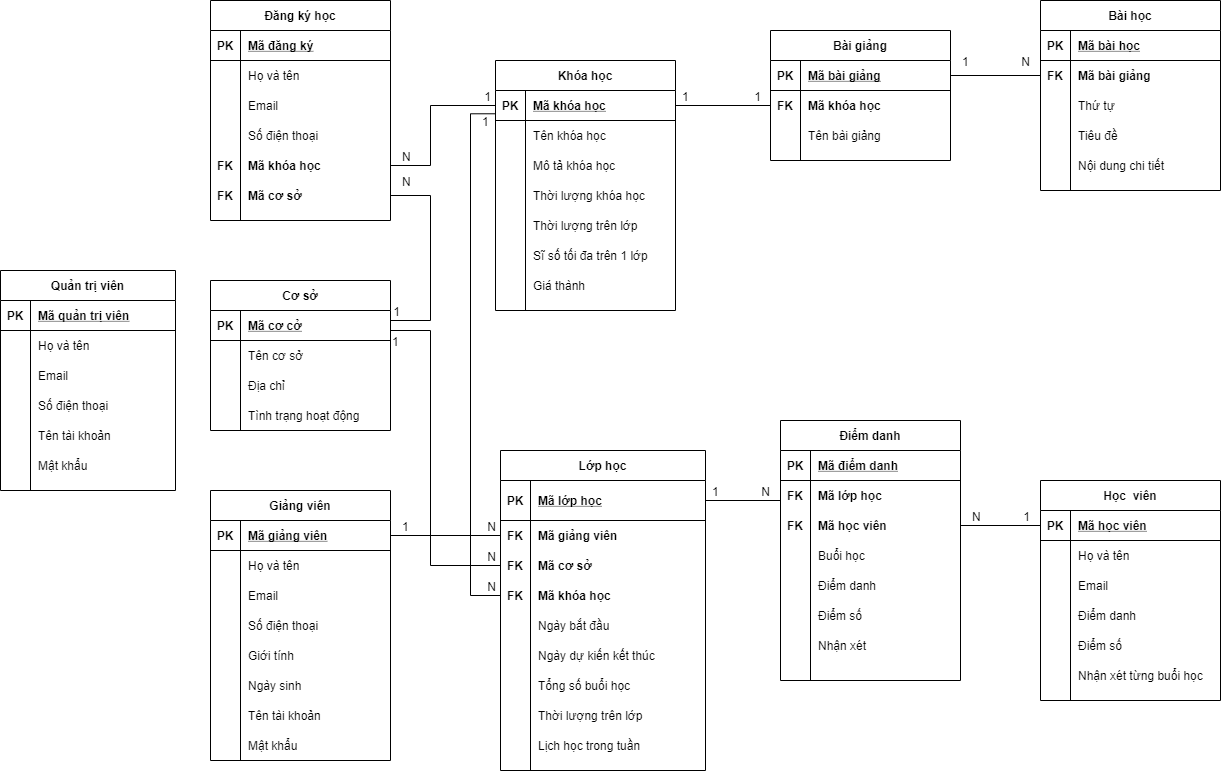 Đăng ký học
PK Mã đăng ký
Họ và tên
Email
Số điện thoại
FK Mã khóa học
FK Mã cơ sở
N
N
1
1
Khóa học
PK Mã khóa học
Tên khóa học
Mô tả khóa học
Thời lượng khóa học
Thời lượng trên lớp
Sĩ số tối đa trên 1 lớp
Giá thành
1
1
Bài giảng
PK Mã bài giảng
FK Mã khóa học
Tên bài giảng
1
N
Bài học
PK Mã bài học
FK Mã bài giảng
Thứ tự
Tiêu đề
Nội dung chi tiết
Quản trị viên
PK Mã quản trị viên
Họ và tên
Email
Số điện thoại
Tên tài khoản
Mật khẩu
Cơ sở
PK Mã cơ cở
Tên cơ sở
Địa chỉ
Tình trạng hoạt động
1
1
Giảng viên
PK Mã giảng viên
Họ và tên
Email
Số điện thoại
Giới tính
Ngày sinh
Tên tài khoản
Mật khẩu
1
N
N
N
Lớp học
PK Mã lớp học
FK Mã giảng viên
FK Mã cơ sở
FK Mã khóa học
Ngày bắt đầu
Ngày dự kiến kết thúc
Tổng số buổi học
Thời lượng trên lớp
Lịch học trong tuần
1
N
Điểm danh
PK Mã điểm danh
FK Mã lớp học
FK Mã học viên
Buổi học
Điểm danh
Điểm số
Nhận xét
N
1
Học viên
PK Mã học viên
Họ và tên
Email
Điểm danh
Điểm số
Nhận xét từng buổi học